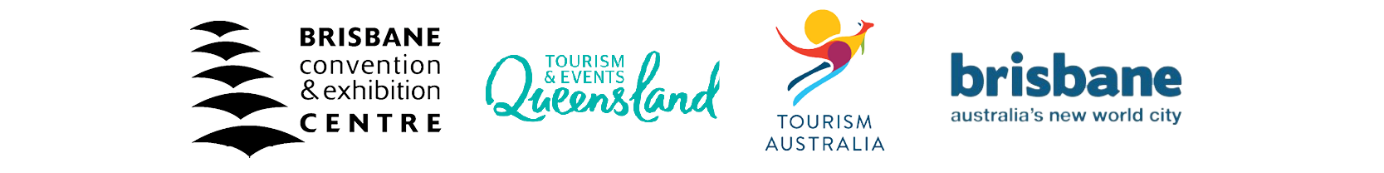 BRISBANE
convention
& exhibition
CENTRE
TOURISM
& EVENTS
Queensland
TOURISM
AUSTRALIA
brisbane
australia's new world city